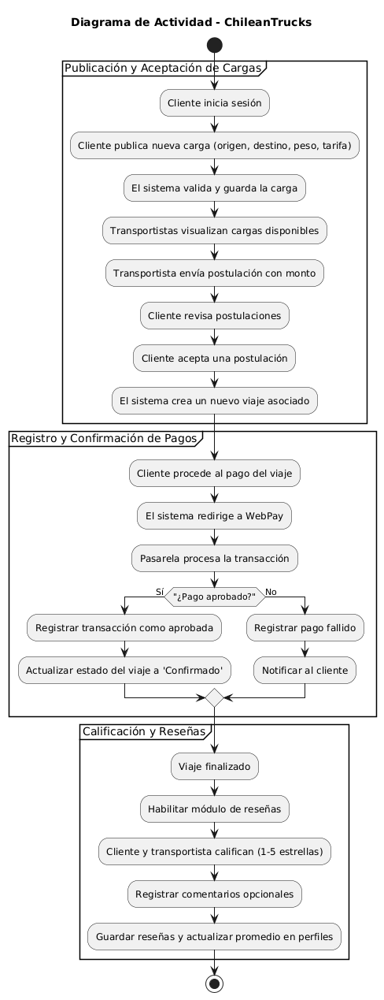 Diagrama de Actividad - ChileanTrucks
Publicación y Aceptación de Cargas
Cliente inicia sesión
Cliente publica nueva carga (origen, destino, peso, tarifa)
El sistema valida y guarda la carga
Transportistas visualizan cargas disponibles
Transportista envía postulación con monto
Cliente revisa postulaciones
Cliente acepta una postulación
El sistema crea un nuevo viaje asociado
Registro y Confirmación de Pagos
Cliente procede al pago del viaje
El sistema redirige a WebPay
Pasarela procesa la transacción
Sí
"¿Pago aprobado?"
No
Registrar transacción como aprobada
Registrar pago fallido
Actualizar estado del viaje a 'Confirmado'
Notificar al cliente
Calificación y Reseñas
Viaje finalizado
Habilitar módulo de reseñas
Cliente y transportista califican (1-5 estrellas)
Registrar comentarios opcionales
Guardar reseñas y actualizar promedio en perfiles